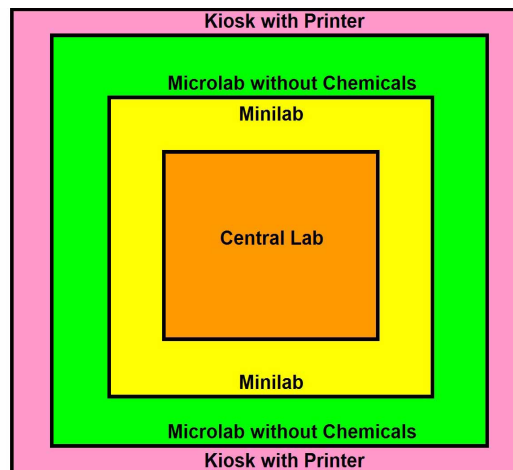 Kiosk with Printer
Microlab without Chemicals
Minilab
Central Lab
Minilab
Microlab without Chemicals
Kiosk with Printer